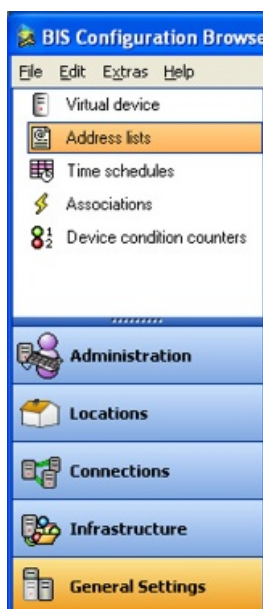 BIS Configuration Browse
File Edit Extras Help
Virtual device
Address lists
Time schedules
Associations
Device condition counters
Administration
Locations
Connections
Infrastructure
General Settings